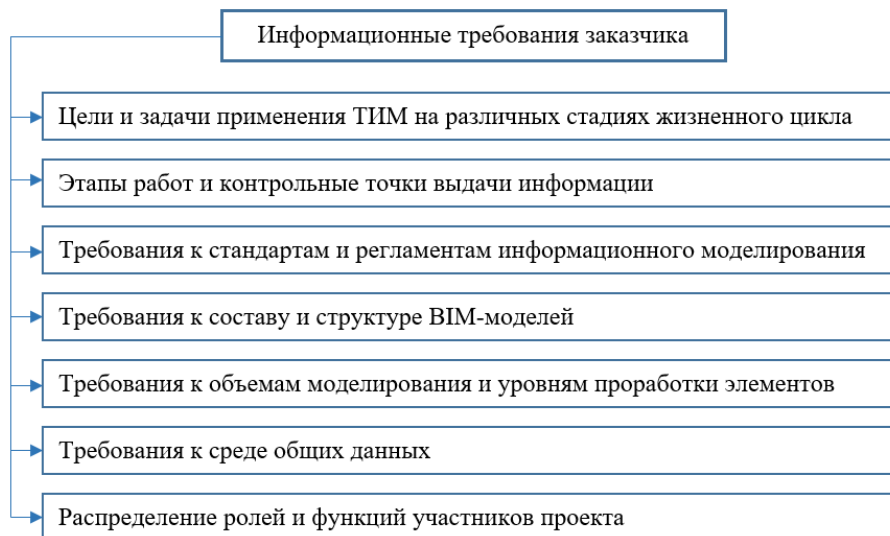 Информационные требования заказчика
Цели и задачи применения ТИМ на различных стадиях жизненного цикла
Этапы работ и контрольные точки выдачи информации
Требования к стандартам и регламентам информационного моделирования
Требования к составу и структуре BIM-моделей
Требования к объемам моделирования и уровням проработки элементов
Требования к среде общих данных
Распределение ролей и функций участников проекта